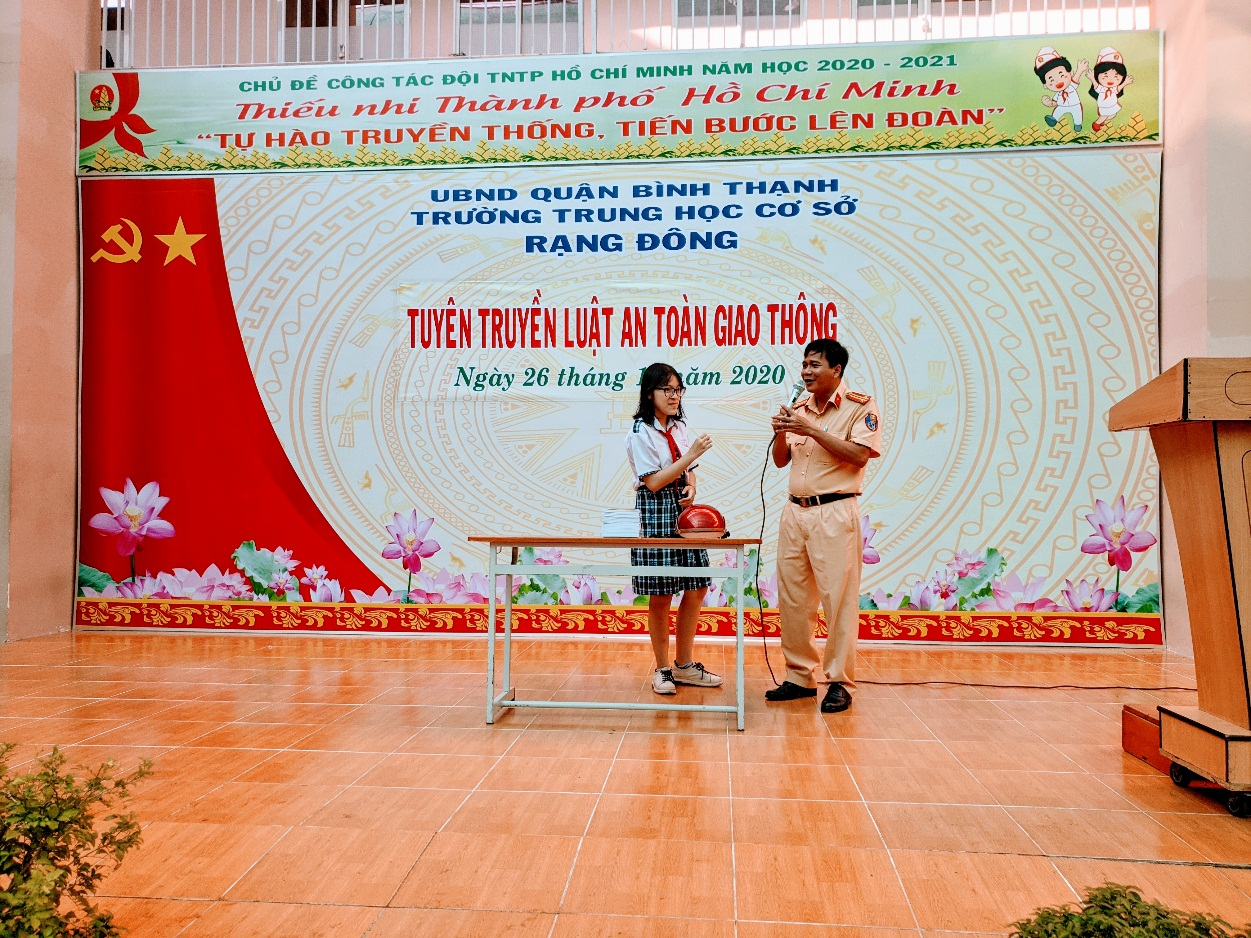 CHỦ ĐỀ CÔNG TÁC ĐỘI TNTP HỒ CHÍ MINH NĂM HỌC 2020 - 2021
Thiếu nhi Thành phố Hồ Chí Minh
“TỰ HÀO TRUYỀN THỐNG, TIẾN BƯỚC LÊN ĐOÀN”
UBND QUẬN BÌNH THẠNH
TRƯỜNG TRUNG HỌC CƠ SỞ
RẠNG ĐÔNG
TUYÊN TRUYỀN LUẬT AN TOÀN GIAO THÔNG
Ngày 26 tháng năm 2020